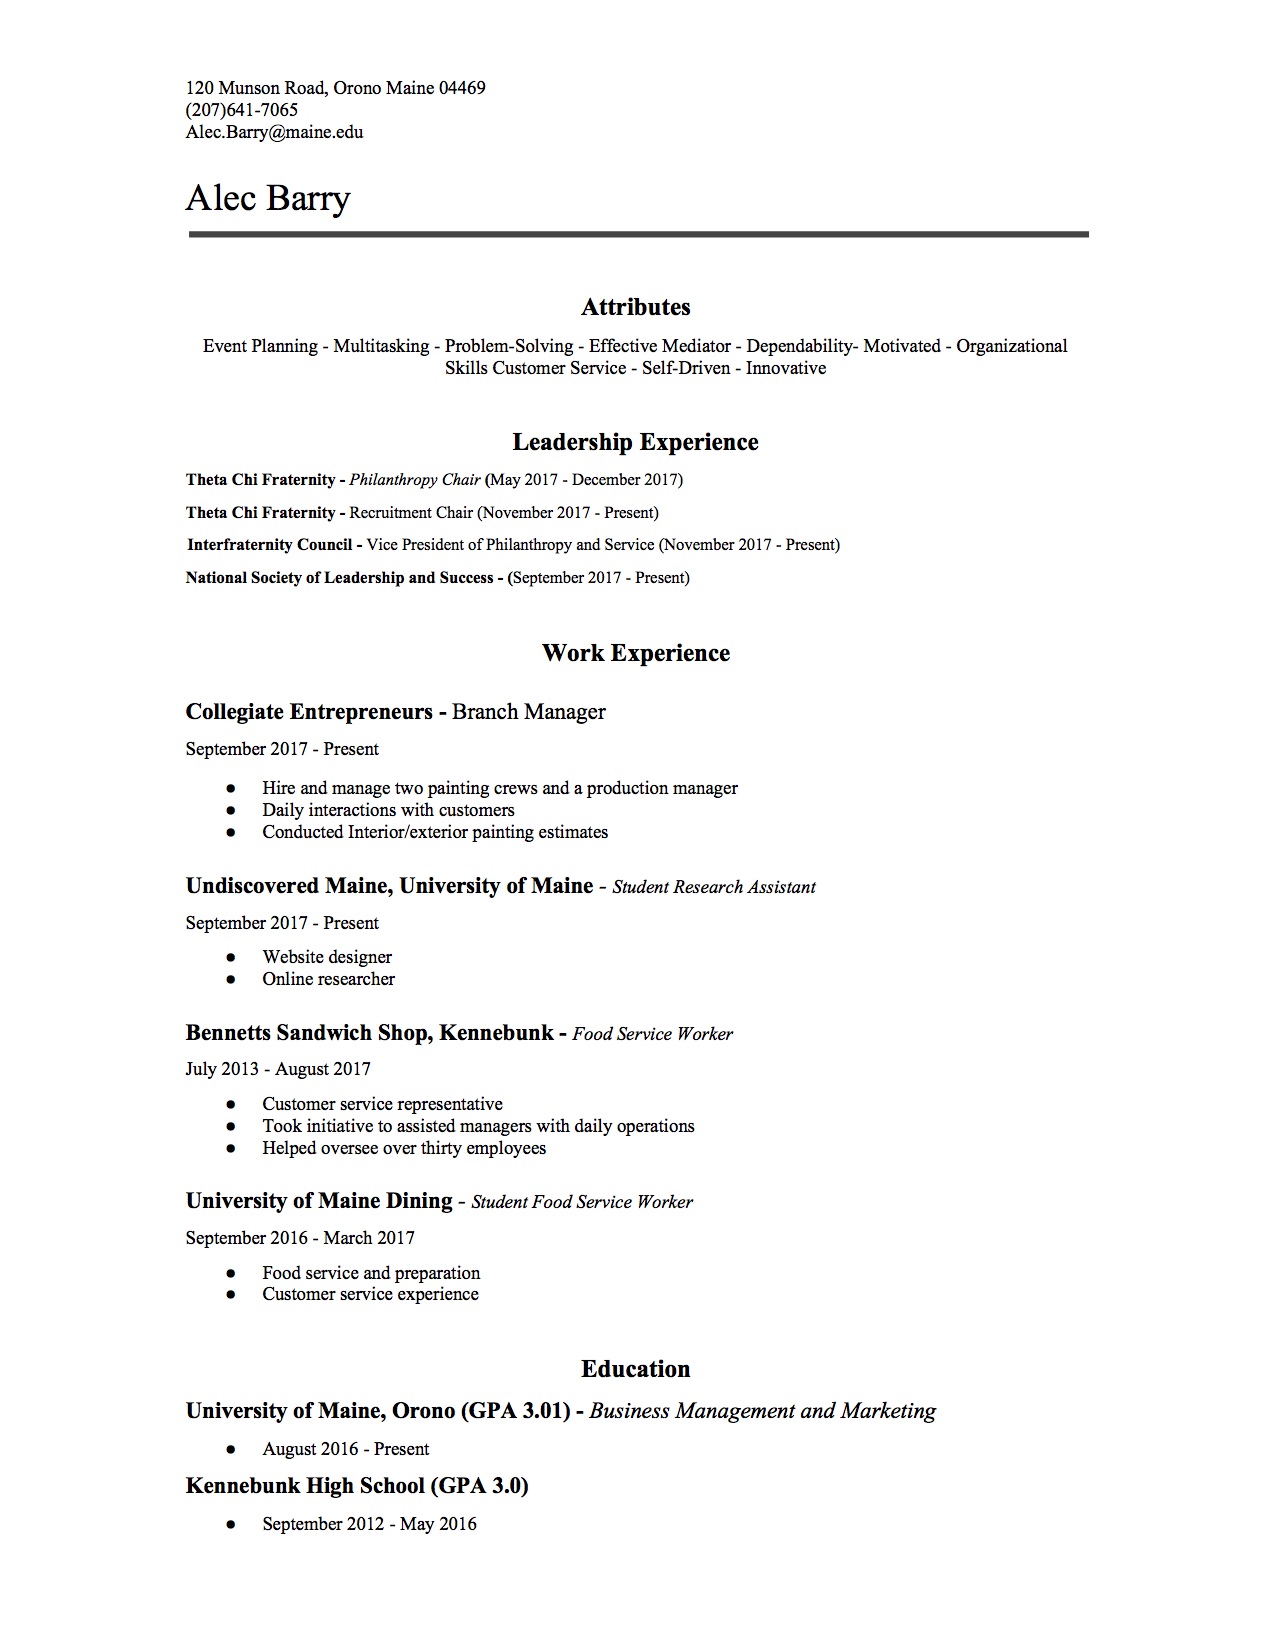 120 Munson Road, Orono Maine 04469
(207)641-7065
Alec.Barry@maine.edu
Alec Barry
Attributes
Event Planning - Multitasking - Problem-Solving - Effective Mediator - Dependability- Motivated - Organizational
Skills Customer Service - Self-Driven - Innovative
Leadership Experience
Theta Chi Fraternity - Philanthropy Chair (May 2017 - December 2017)
Theta Chi Fraternity - Recruitment Chair (November 2017 - Present)
Interfraternity Council - Vice President of Philanthropy and Service (November 2017 - Present)
National Society of Leadership and Success - (September 2017 - Present)
Work Experience
Collegiate Entrepreneurs - Branch Manager
September 2017 - Present
● Hire and manage two painting crews and a production manager
● Daily interactions with customers
● Conducted Interior/exterior painting estimates
Undiscovered Maine, University of Maine - Student Research Assistant
September 2017 - Present
● Website designer
● Online researcher
Bennetts Sandwich Shop, Kennebunk - Food Service Worker
July 2013 - August 2017
● Customer service representative
● Took initiative to assisted managers with daily operations
● Helped oversee over thirty employees
University of Maine Dining - Student Food Service Worker
September 2016 - March 2017
● Food service and preparation
● Customer service experience
Education
University of Maine, Orono (GPA 3.01) - Business Management and Marketing
● August 2016 - Present
Kennebunk High School (GPA 3.0)
● September 2012 - May 2016